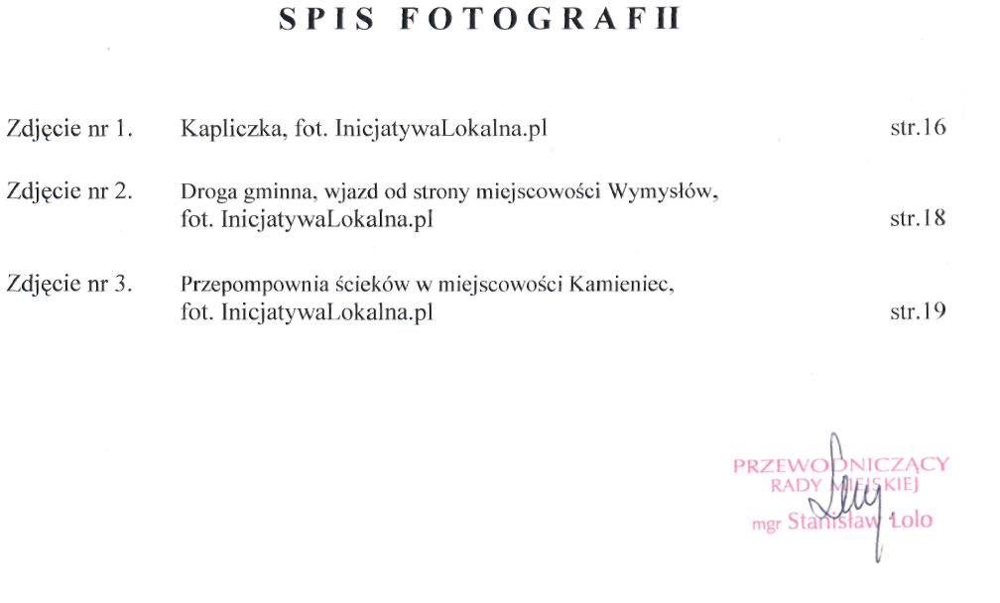 SPIS FOTOGRAFII
Zdjęcie nr 1. Kapliczka, fot. InicjatywaLokalna.pl str.16
Zdjęcie nr 2. Droga gminna, wjazd od strony miejscowości Wymysłów,
fot. InicjatywaLokalna.pl str.18
Zdjęcie nr 3. Przepompownia ścieków w miejscowości Kamieniec,
fot. InicjatywaLokalna.pl str.19
PRZEWODNICZĄCY
RADY MIEJSKIEJ
mgr Stanisław Lolo